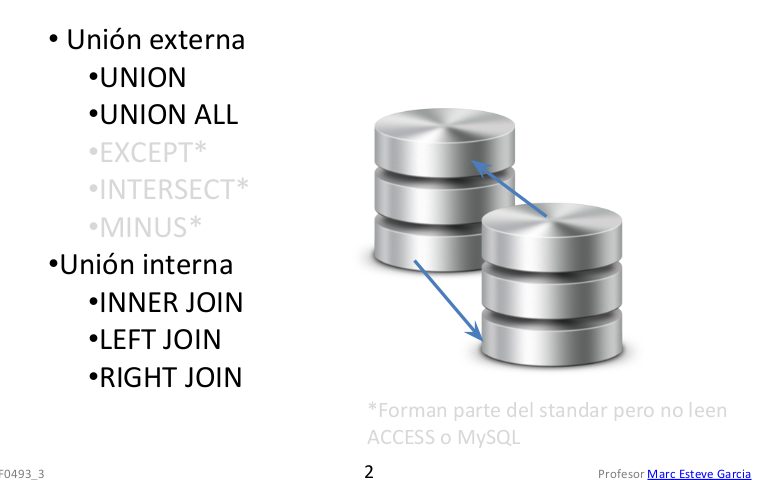 • Unión externa
•UNION
•UNION ALL
•EXCEPT*
•INTERSECT*
•MINUS*
•Unión interna
•INNER JOIN
•LEFT JOIN
•RIGHT JOIN
*Forman parte del standar pero no leen
ACCESS o MySQL
F0493_3
2
Profesor Marc Esteve Garcia